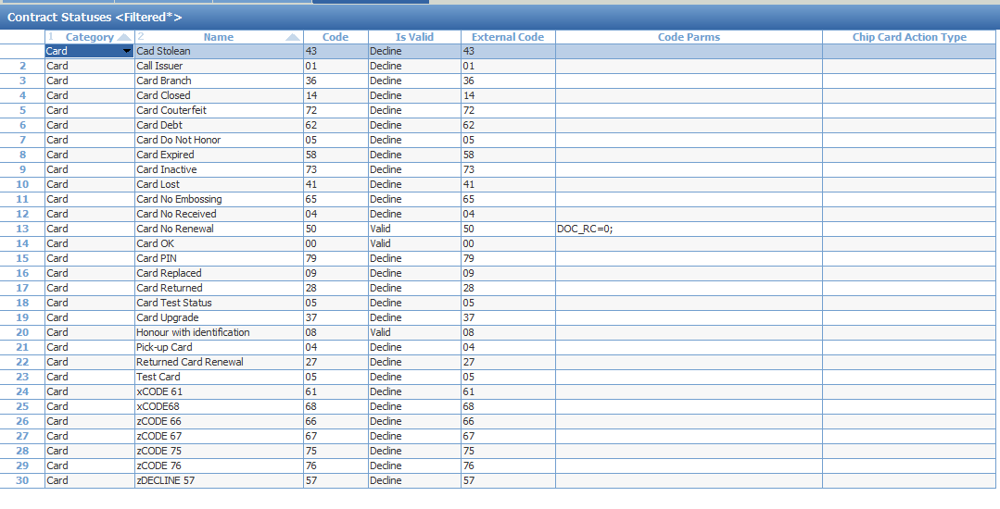 Contract Statuses <Filtered*>
1 Category 2 Name Code Is Valid External Code Code Parms Chip Card Action Type
Card Cad Stolean 43 Decline 43
2 Card Call Issuer 01 Decline 01
3 Card Card Branch 36 Decline 36
4 Card Card Closed 14 Decline 14
5 Card Card Couterfeit 72 Decline 72
6 Card Card Debt 62 Decline 62
7 Card Card Do Not Honor 05 Decline 05
8 Card Card Expired 58 Decline 58
9 Card Card Inactive 73 Decline 73
10 Card Card Lost 41 Decline 41
11 Card Card No Embossing 65 Decline 65
12 Card Card No Received 04 Decline 04
13 Card Card No Renewal 50 Valid 50 DOC_RC=0;
14 Card Card OK 00 Valid 00
15 Card Card PIN 79 Decline 79
16 Card Card Replaced 09 Decline 09
17 Card Card Returned 28 Decline 28
18 Card Card Test Status 05 Decline 05
19 Card Card Upgrade 37 Decline 37
20 Card Honour with identification 08 Valid 08
21 Card Pick-up Card 04 Decline 04
22 Card Returned Card Renewal 27 Decline 27
23 Card Test Card 05 Decline 05
24 Card xCODE 61 61 Decline 61
25 Card xCODE68 68 Decline 68
26 Card zCODE 66 66 Decline 66
27 Card zCODE 67 67 Decline 67
28 Card zCODE 75 75 Decline 75
29 Card zCODE 76 76 Decline 76
30 Card zDECLINE 57 57 Decline 57